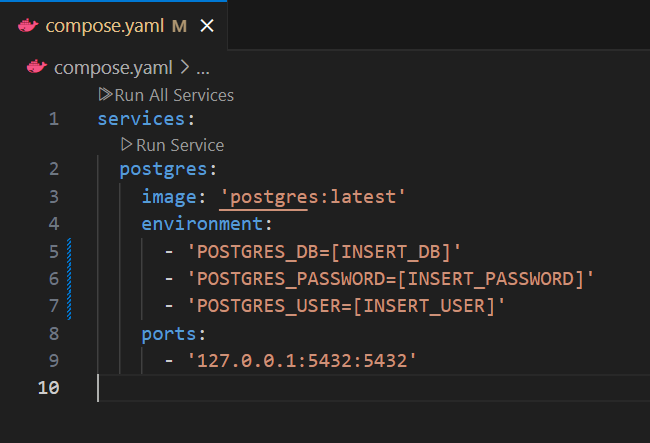 compose.yaml M
compose.yaml > ...
Run All Services
1 services:
Run Service
2 postgres:
3 image: 'postgres:latest'
4 environment:
5 - 'POSTGRES_DB=[INSERT_DB]'
6 - 'POSTGRES_PASSWORD=[INSERT_PASSWORD]'
7 - 'POSTGRES_USER=[INSERT_USER]'
8 ports:
9 - '127.0.0.1:5432:5432'
10